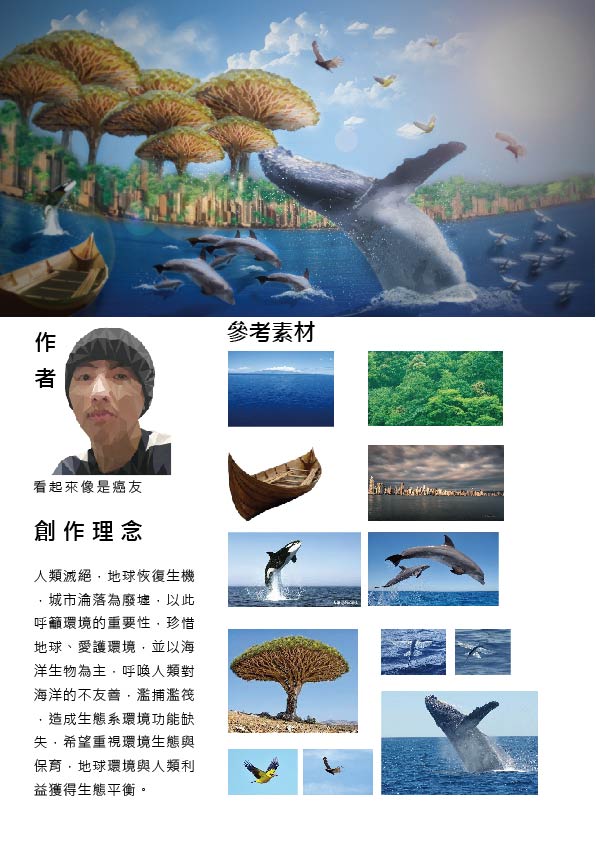 作
者
看起來像是癌友
創作理念
人類滅絕，地球恢復生機
，城市淪落為廢墟，以此
呼籲環境的重要性，珍惜
地球、愛護環境，並以海
洋生物為主，呼喚人類對
海洋的不友善，濫捕濫筏
，造成生態系環境功能缺
失，希望重視環境生態與
保育，地球環境與人類利
益獲得生態平衡。
參考素材